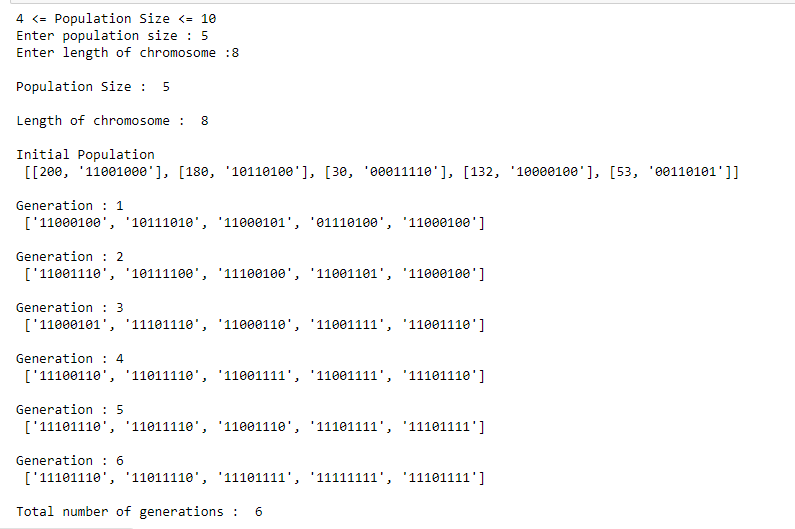 4 <= Population Size <= 10
Enter population size : 5
Enter length of chromosome :8
Population Size :  5
Length of chromosome :  8
Initial Population
[[200, '11001000'], [180, '10110100'], [30, '00011110'], [132, '10000100'], [53, '00110101']]
Generation : 1
['11000100', '10111010', '11000101', '01110100', '11000100']
Generation : 2
['11001110', '10111100', '11100100', '11001101', '11000100']
Generation : 3
['11000101', '11101110', '11000110', '11001111', '11001110']
Generation : 4
['11100110', '11011110', '11001111', '11001111', '11101110']
Generation : 5
['11101110', '11011110', '11001110', '11101111', '11101111']
Generation : 6
['11101110', '11011110', '11101111', '11111111', '11101111']
Total number of generations :  6